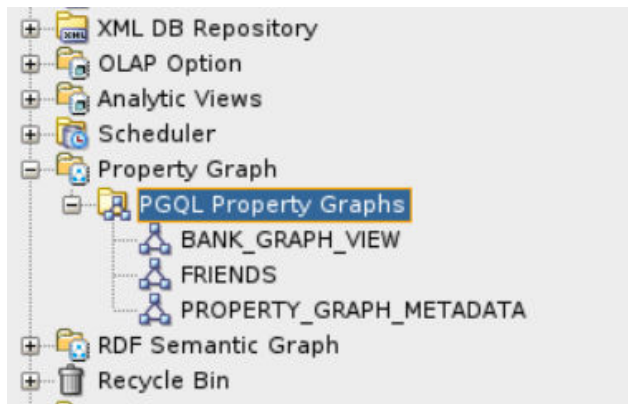 XML DB Repository
OLAP Option
Analytic Views
Scheduler
Property Graph
PGQL Property Graphs
BANK_GRAPH_VIEW
FRIENDS
PROPERTY_GRAPH_METADATA
RDF Semantic Graph
Recycle Bin